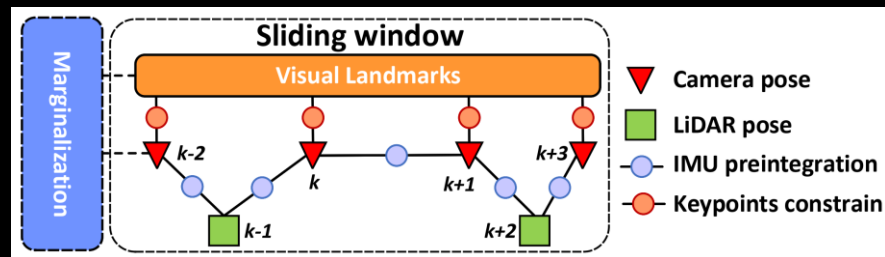 Sliding window
Marginalization
Visual Landmarks
k-2
k
k+1
k+3
k-1
k+2
Camera pose
LiDAR pose
IMU preintegration
Keypoints constrain